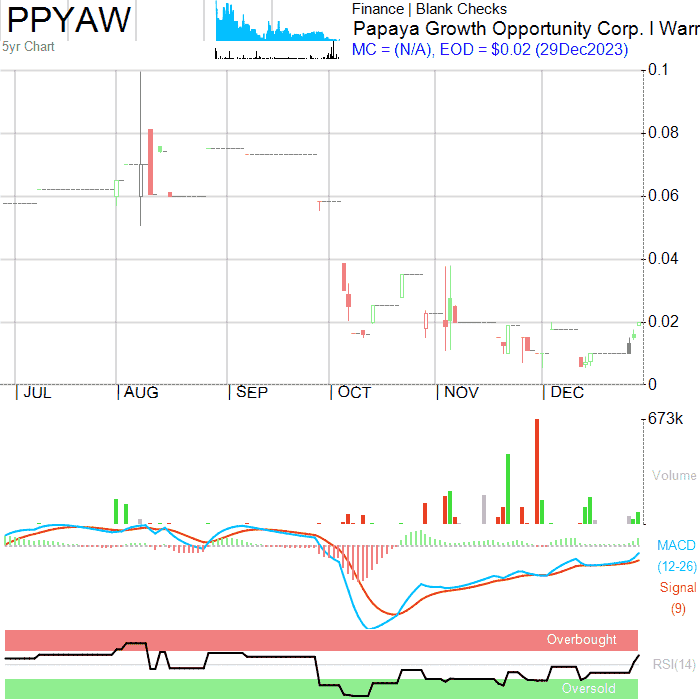 PPYAW
Finance | Blank Checks
Papaya Growth Opportunity Corp. I Warr
5yr Chart
MC = (N/A), EOD = $0.02 (29Dec2023)
0.1
0.08
0.06
0.04
0.02
0
| JUL | AUG | SEP | OCT | NOV | DEC
673k
Volume
MACD
(12-26)
Signal
(9)
Overbought
RSI(14)
Oversold